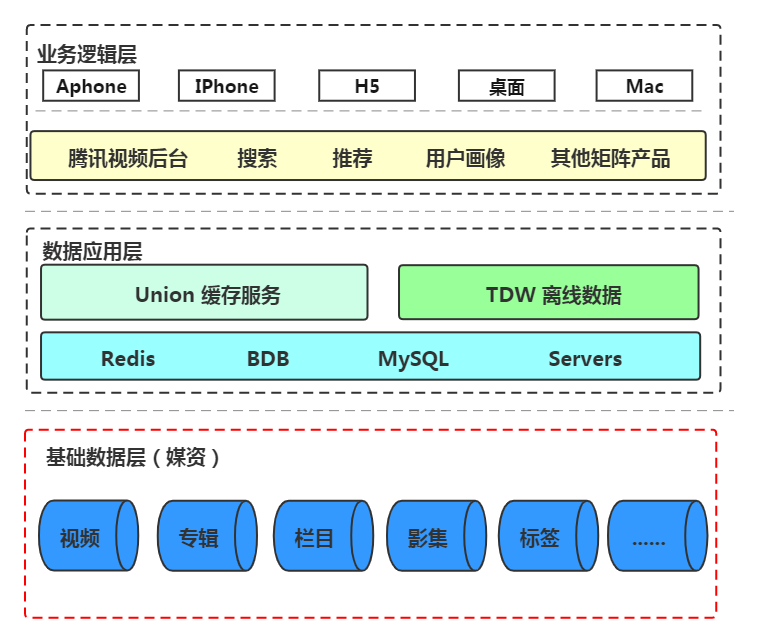 业务逻辑层
Aphone IPhone H5 桌面 Mac
腾讯视频后台 搜索 推荐 用户画像 其他矩阵产品
数据应用层
Union 缓存服务 TDW 离线数据
Redis BDB MySQL Servers
基础数据层（媒资）
视频 专辑 栏目 影集 标签 ......